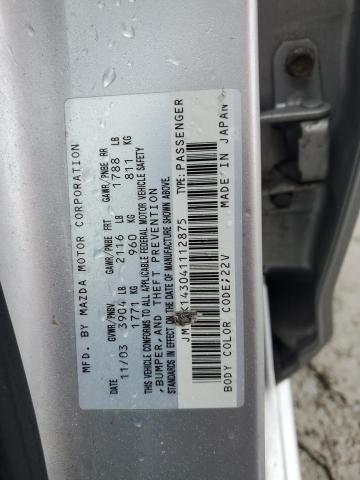 MFD. BY MAZDA MOTOR CORPORATION
DATE GVWR/PNBV GAWR/PNBE FRT GAWR/PNBE RR
11/03 3904 LB 2116 LB 1788 LB
1771 KG 960 KG 811 KG
THIS VEHICLE CONFORMS TO ALL APPLICABLE FEDERAL MOTOR VEHICLE SAFETY
, BUMPER, AND THEFT PREVENTION
STANDARDS IN EFFECT ON THE DATE OF MANUFACTURE SHOWN ABOVE.
143041112875 TYPE: PASSENGER
BODY COLOR CODE: 22V MADE IN JAPAN